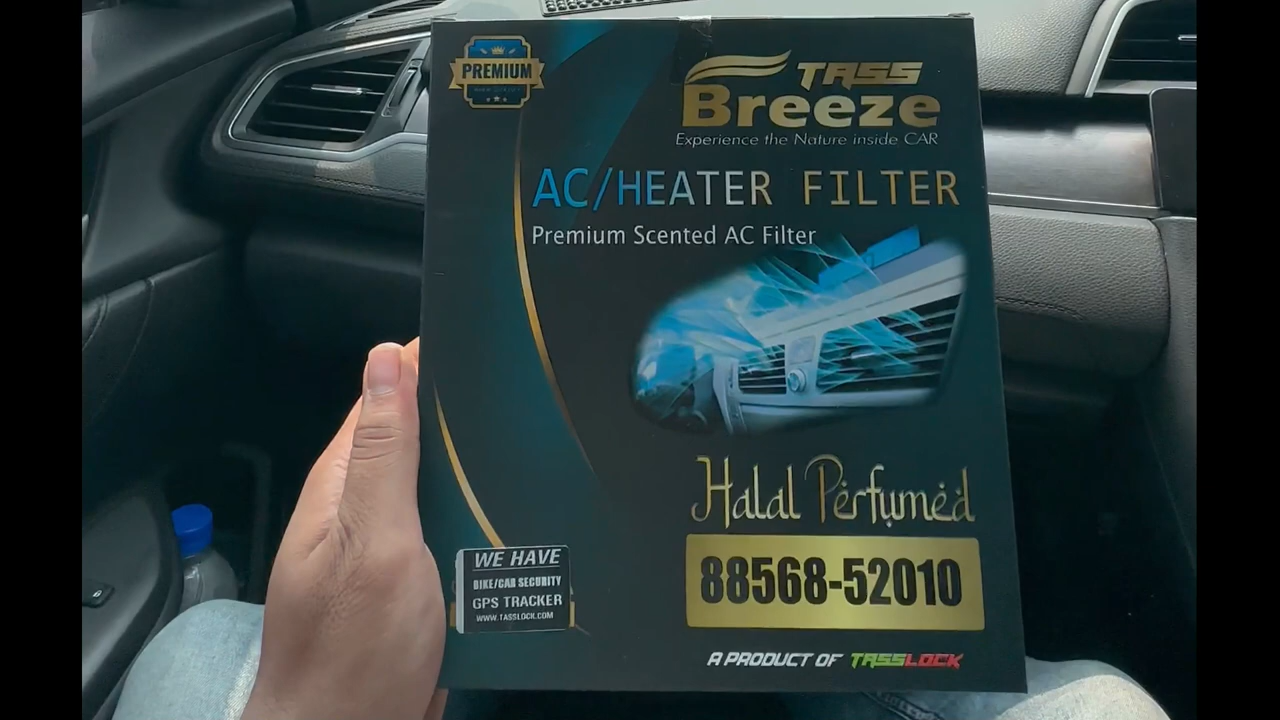 PREMIUM
TASS
Breeze
Experience the Nature inside CAR
AC/HEATER FILTER
Premium Scented AC Filter
Halal Perfumed
88568-52010
WE HAVE
BIKE/CAR SECURITY
GPS TRACKER
WWW.TASSLOCK.COM
A PRODUCT OF TASSLOCK